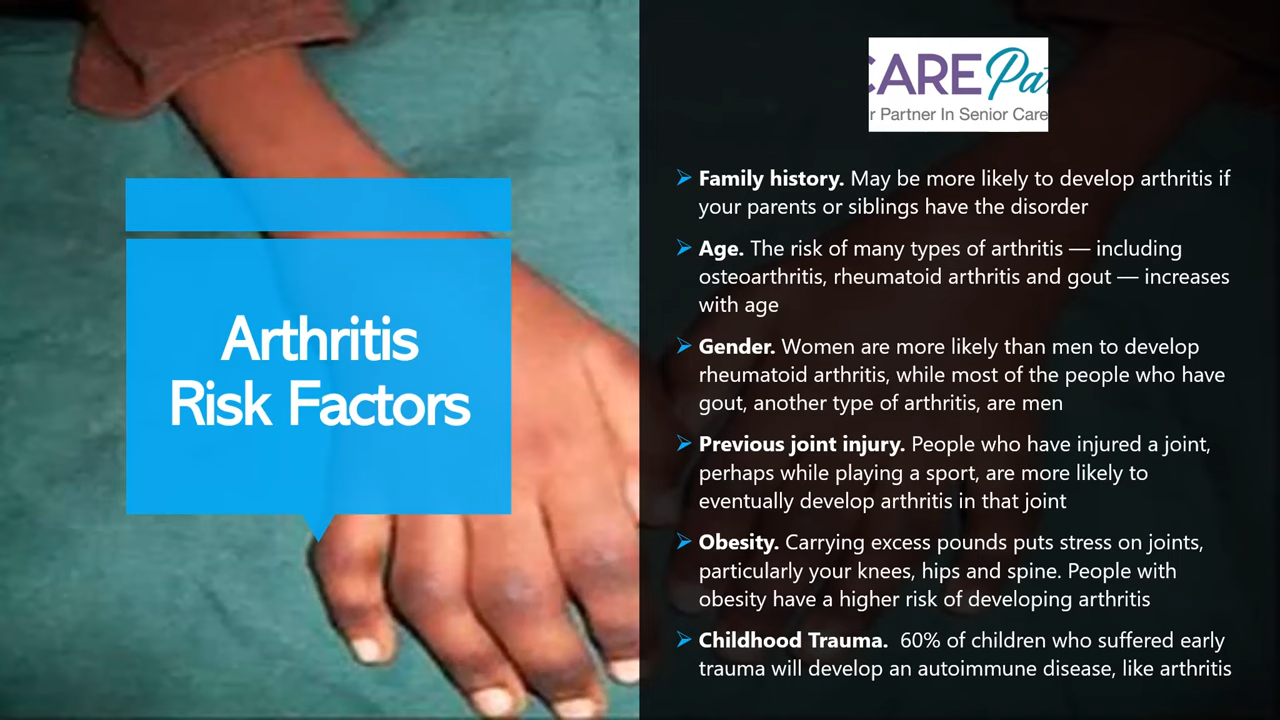 Arthritis
Risk Factors
CARE Pa
r Partner In Senior Care
➢ Family history. May be more likely to develop arthritis if
your parents or siblings have the disorder
➢ Age. The risk of many types of arthritis — including
osteoarthritis, rheumatoid arthritis and gout — increases
with age
➢ Gender. Women are more likely than men to develop
rheumatoid arthritis, while most of the people who have
gout, another type of arthritis, are men
➢ Previous joint injury. People who have injured a joint,
perhaps while playing a sport, are more likely to
eventually develop arthritis in that joint
➢ Obesity. Carrying excess pounds puts stress on joints,
particularly your knees, hips and spine. People with
obesity have a higher risk of developing arthritis
➢ Childhood Trauma.  60% of children who suffered early
trauma will develop an autoimmune disease, like arthritis